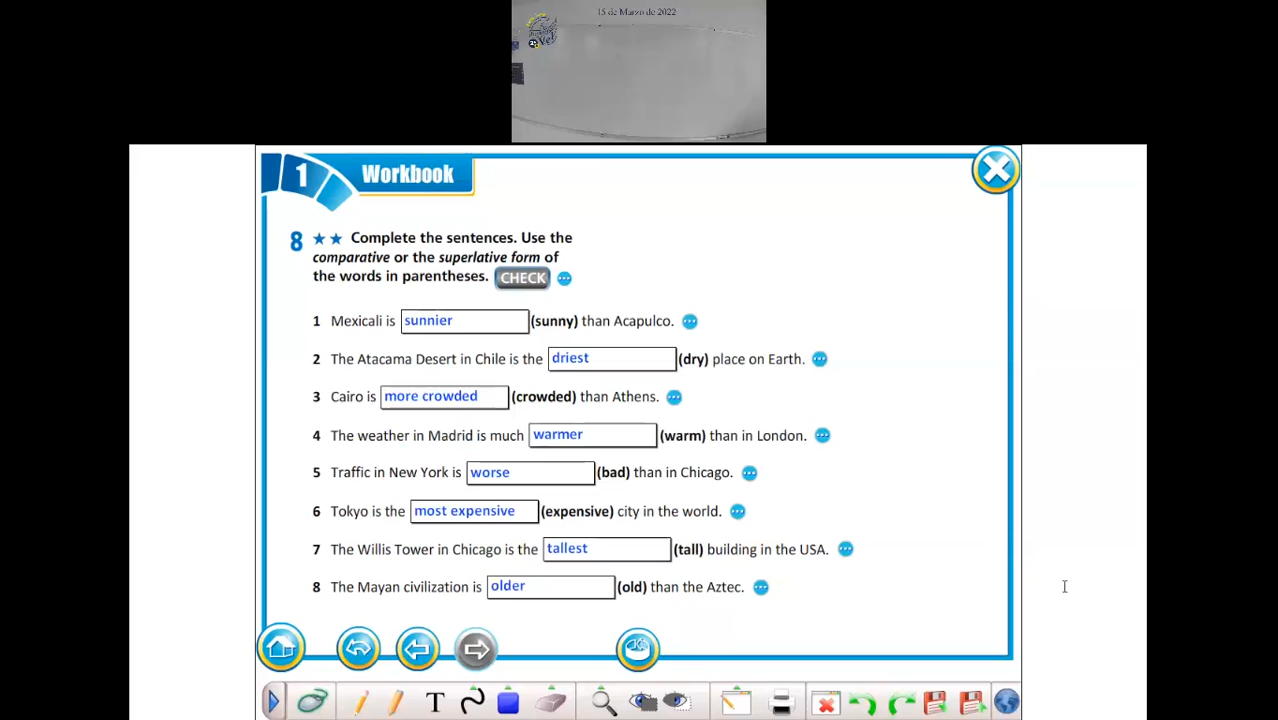 15 de Marzo de 2022
1 Workbook
8 ★★ Complete the sentences. Use the
comparative or the superlative form of
the words in parentheses. CHECK
1 Mexicali is sunnier (sunny) than Acapulco.
2 The Atacama Desert in Chile is the driest (dry) place on Earth.
3 Cairo is more crowded (crowded) than Athens.
4 The weather in Madrid is much warmer (warm) than in London.
5 Traffic in New York is worse (bad) than in Chicago.
6 Tokyo is the most expensive (expensive) city in the world.
7 The Willis Tower in Chicago is the tallest (tall) building in the USA.
8 The Mayan civilization is older (old) than the Aztec.
T